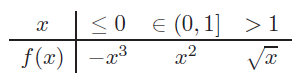 x ≤ 0 ∈ (0, 1] > 1
f(x) −x³ x² √x